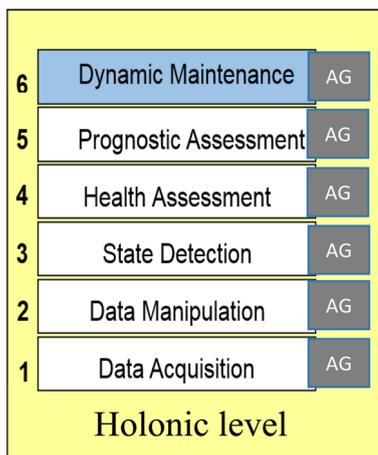 6 Dynamic Maintenance AG
5 Prognostic Assessment AG
4 Health Assessment AG
3 State Detection AG
2 Data Manipulation AG
1 Data Acquisition AG
Holonic level